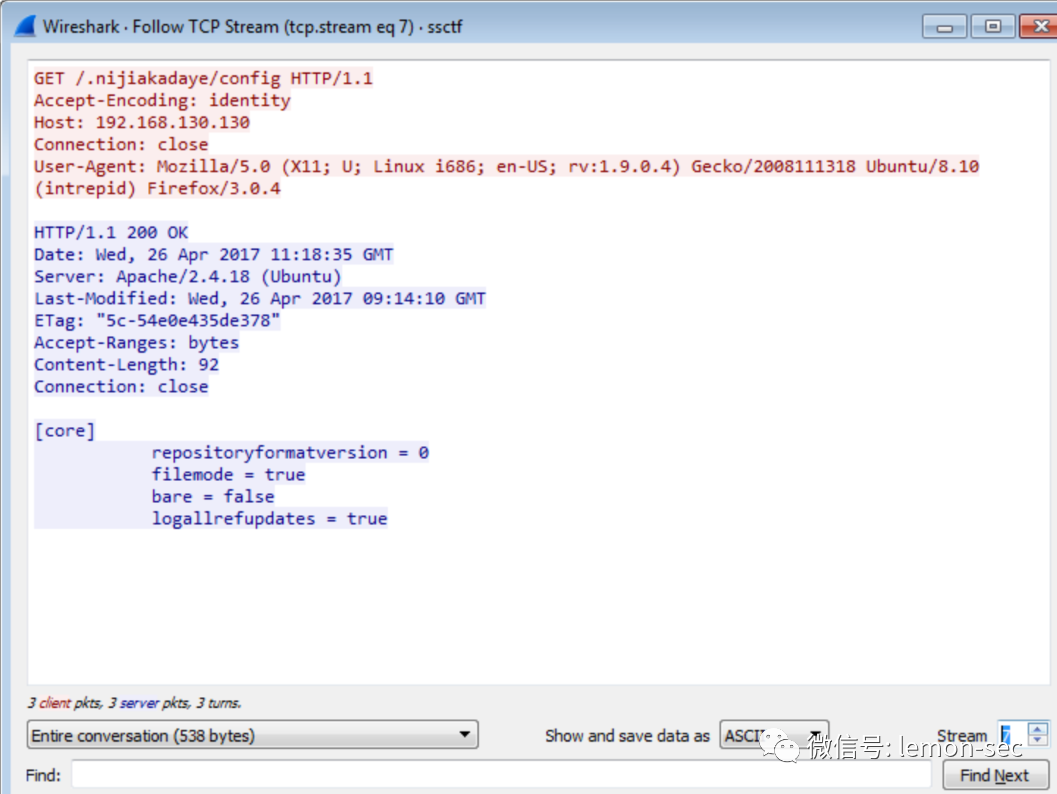 Wireshark · Follow TCP Stream (tcp.stream eq 7) · ssctf
GET /.nijiakadaye/config HTTP/1.1
Accept-Encoding: identity
Host: 192.168.130.130
Connection: close
User-Agent: Mozilla/5.0 (X11; U; Linux i686; en-US; rv:1.9.0.4) Gecko/2008111318 Ubuntu/8.10
(intrepid) Firefox/3.0.4
HTTP/1.1 200 OK
Date: Wed, 26 Apr 2017 11:18:35 GMT
Server: Apache/2.4.18 (Ubuntu)
Last-Modified: Wed, 26 Apr 2017 09:14:10 GMT
ETag: "5c-54e0e435de378"
Accept-Ranges: bytes
Content-Length: 92
Connection: close
[core]
repositoryformatversion = 0
filemode = true
bare = false
logallrefupdates = true
3 client pkts, 3 server pkts, 3 turns.
Entire conversation (538 bytes) Show and save data as Stream 7
微信号: lemon-sec
Find: Find Next